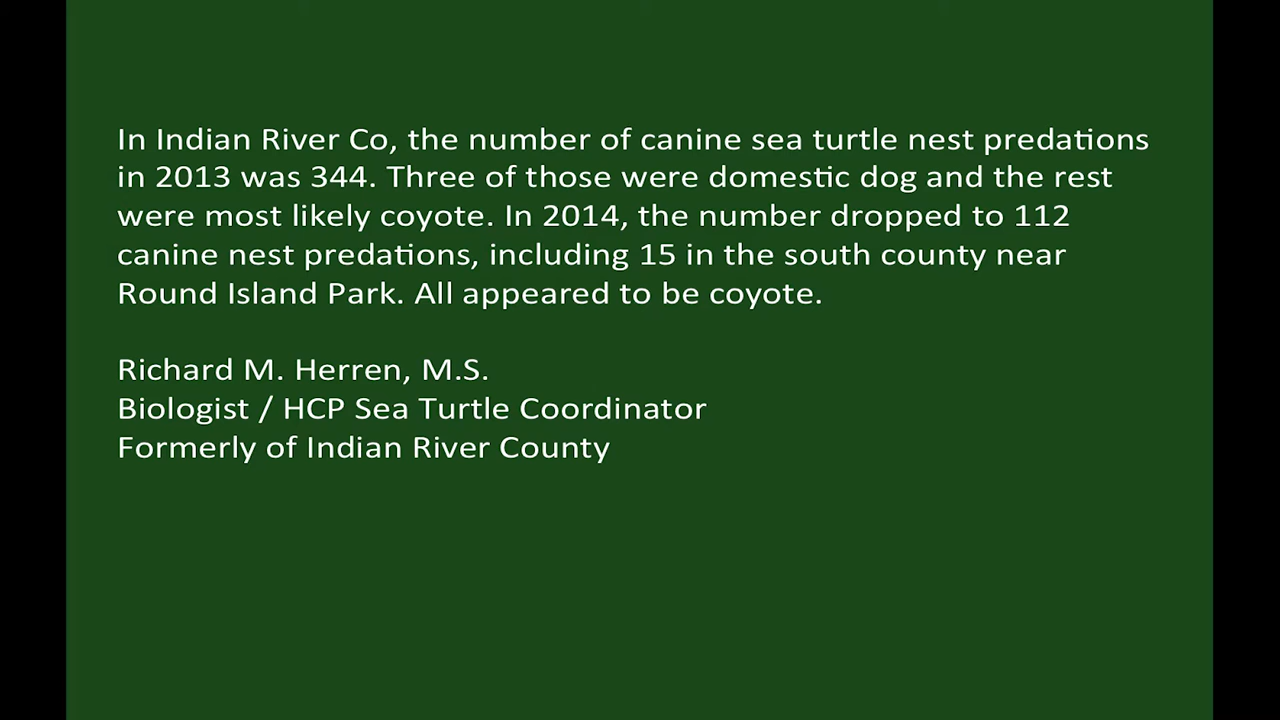 In Indian River Co, the number of canine sea turtle nest predations
in 2013 was 344. Three of those were domestic dog and the rest
were most likely coyote. In 2014, the number dropped to 112
canine nest predations, including 15 in the south county near
Round Island Park. All appeared to be coyote.
Richard M. Herren, M.S.
Biologist / HCP Sea Turtle Coordinator
Formerly of Indian River County